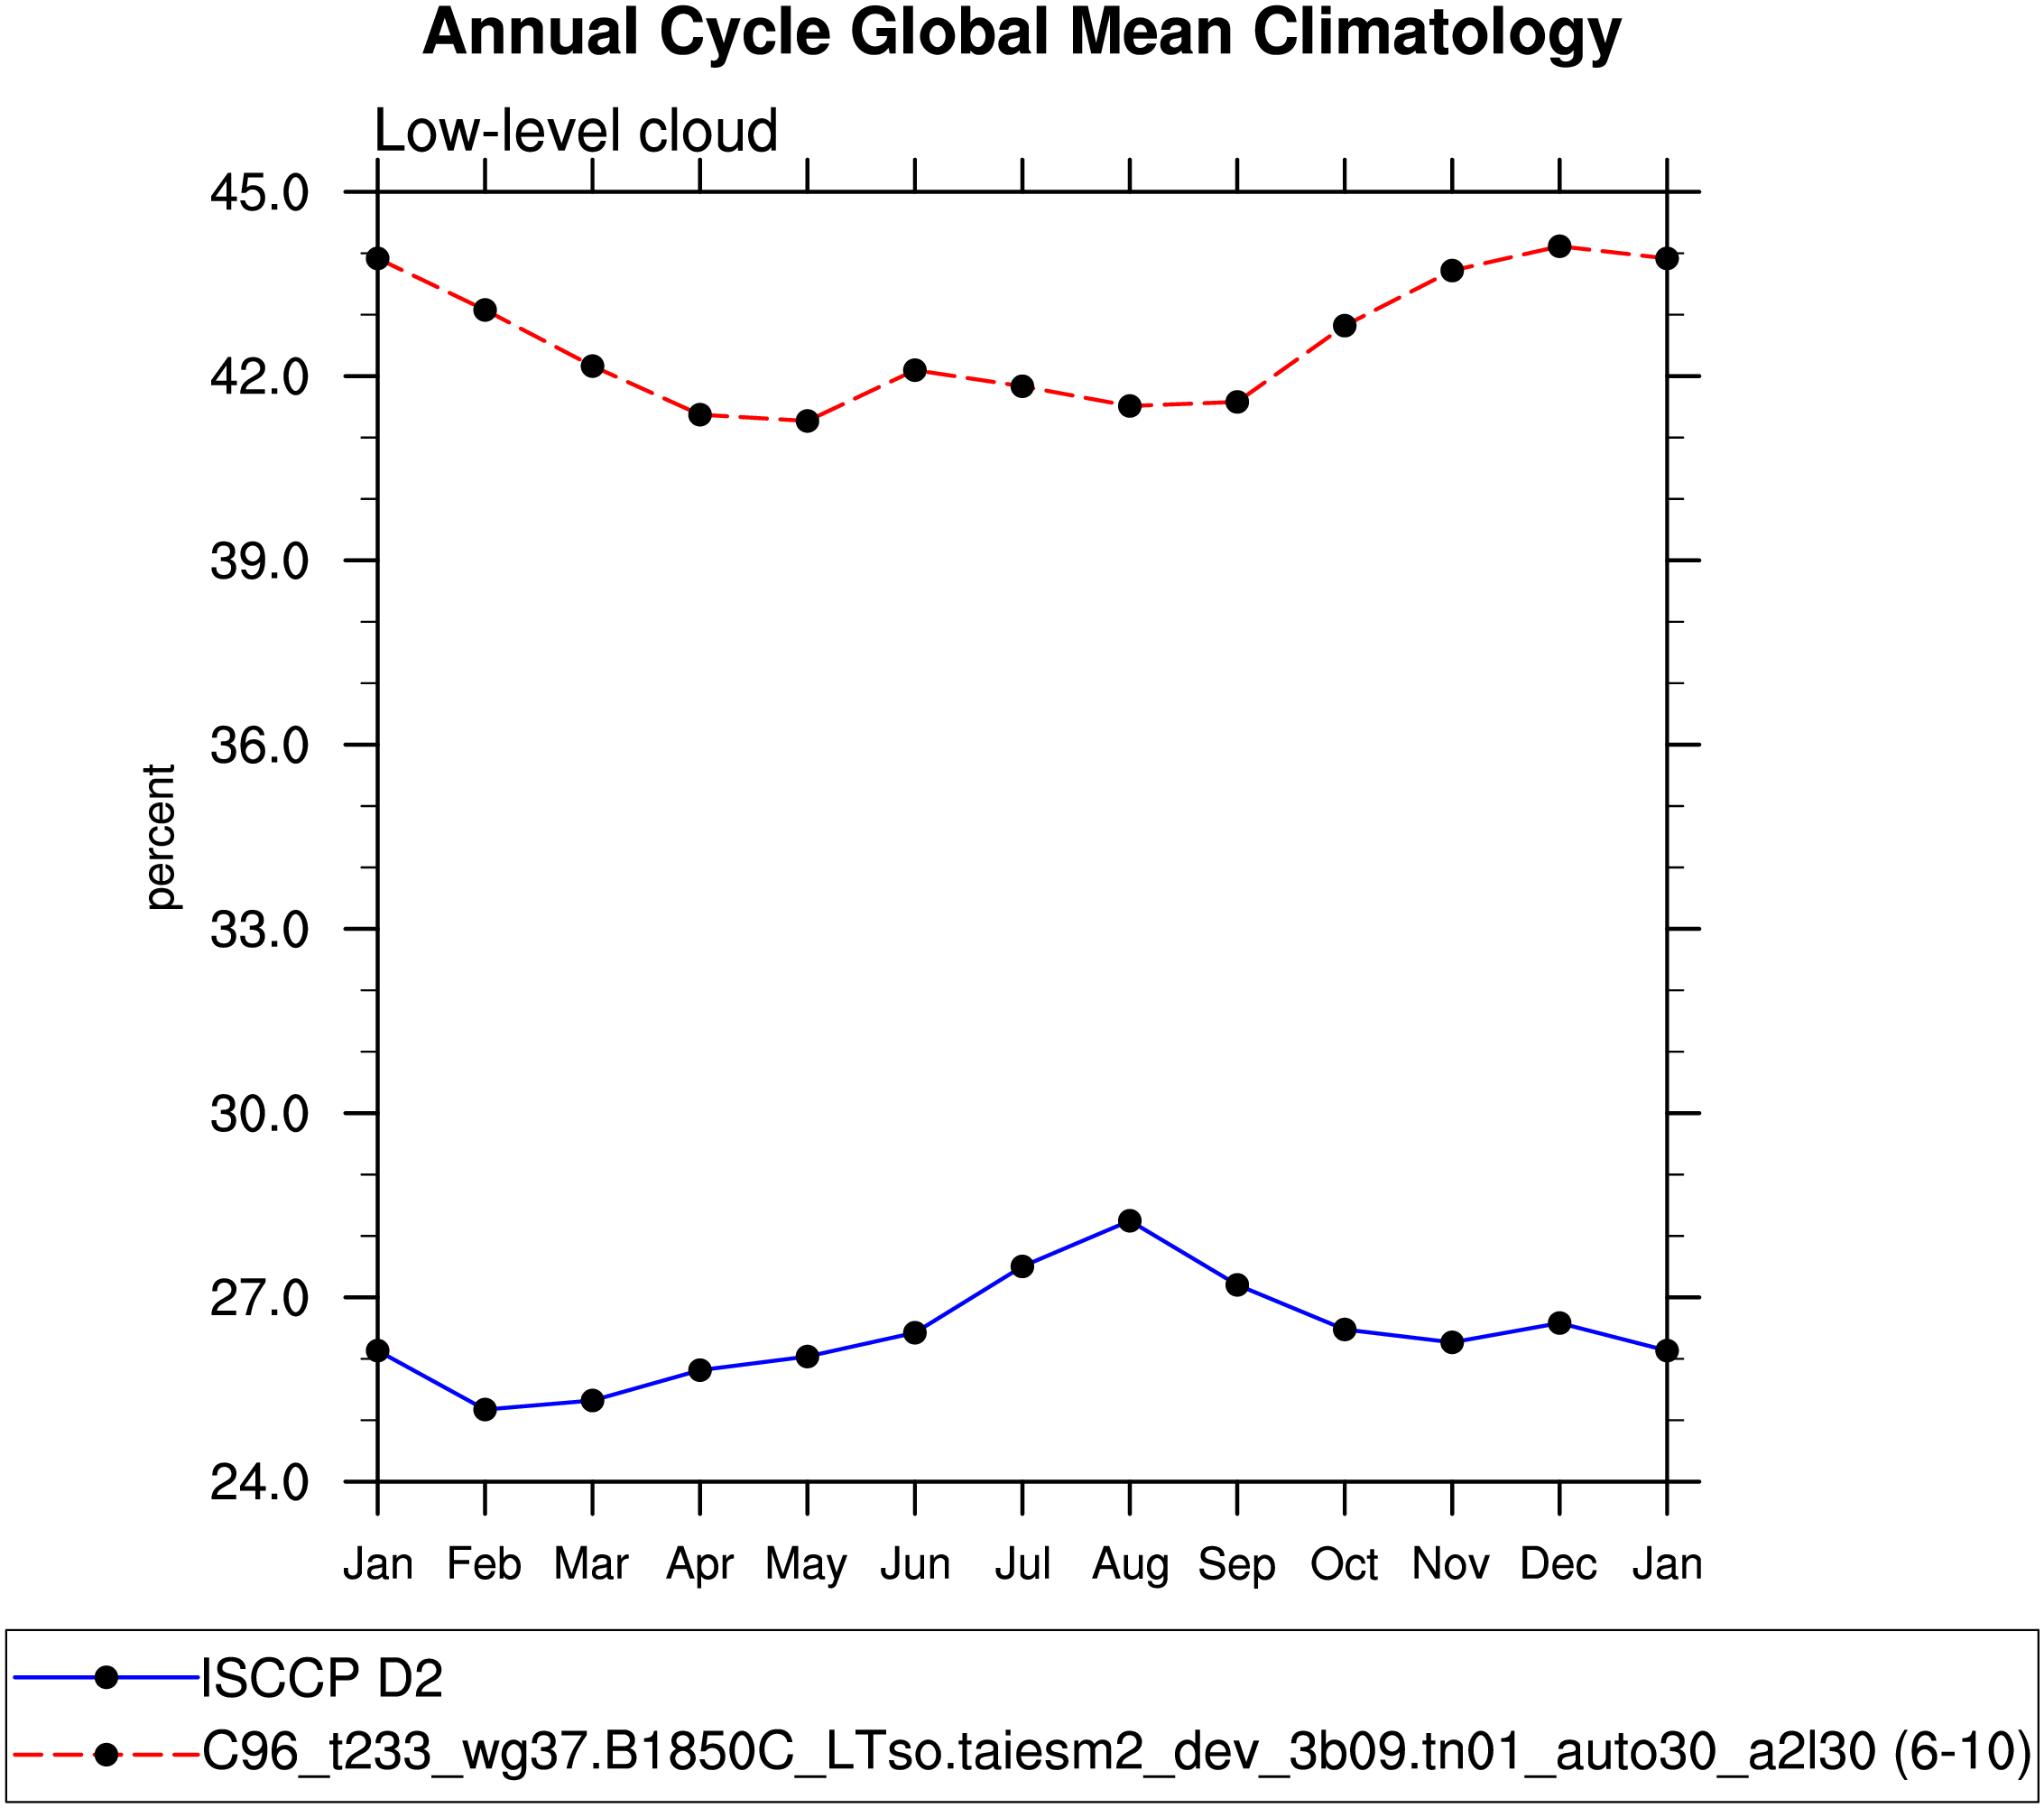 Annual Cycle Global Mean Climatology
Low-level cloud
45.0
42.0
39.0
36.0
33.0
30.0
27.0
24.0
percent
Jan Feb Mar Apr May Jun Jul Aug Sep Oct Nov Dec Jan
ISCCP D2
C96_t233_wg37.B1850C_LTso.taiesm2_dev_3b09.tn01_auto30_a2l30 (6-10)